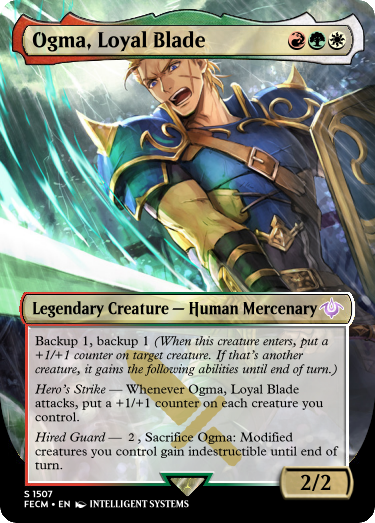 Ogma, Loyal Blade
Legendary Creature — Human Mercenary
Backup 1, backup 1 (When this creature enters, put a
+1/+1 counter on target creature. If that's another
creature, it gains the following abilities until end of turn.)
Hero's Strike — Whenever Ogma, Loyal Blade
attacks, put a +1/+1 counter on each creature you
control.
Hired Guard — 2 , Sacrifice Ogma: Modified
creatures you control gain indestructible until end of
turn.
2/2
S 1507
FECM • EN INTELLIGENT SYSTEMS